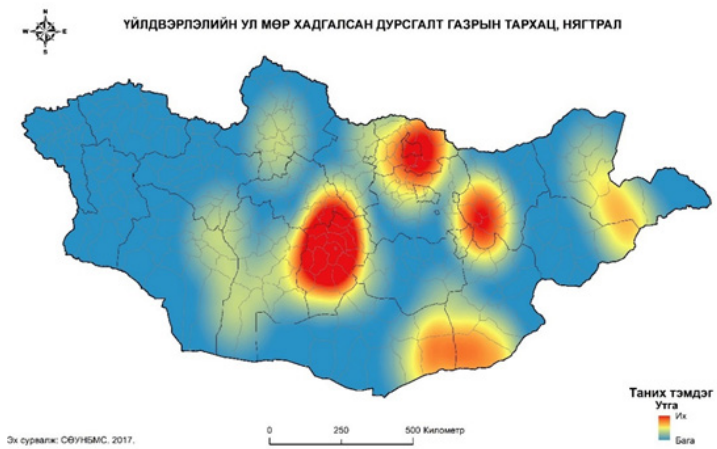 N
W
E
S
ҮЙЛДВЭРЛЭЛИЙН УЛ МӨР ХАДГАЛСАН ДУРСГАЛТ ГАЗРЫН ТАРХАЦ, НЯГТРАЛ
Таних тэмдэг
Утга
Их
Бага
0 250 500 Километр
Эх сурвалж: СӨҮНБМС. 2017.